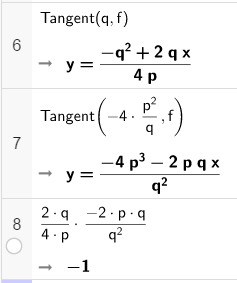 6
Tangent(q, f)
→ y = (−q² + 2 q x) / (4 p)
7
Tangent(−4 · p²/q , f)
→ y = (−4 p³ − 2 p q x) / q²
8
(2 · q)/(4 · p) · (−2 · p · q)/q²
→ −1